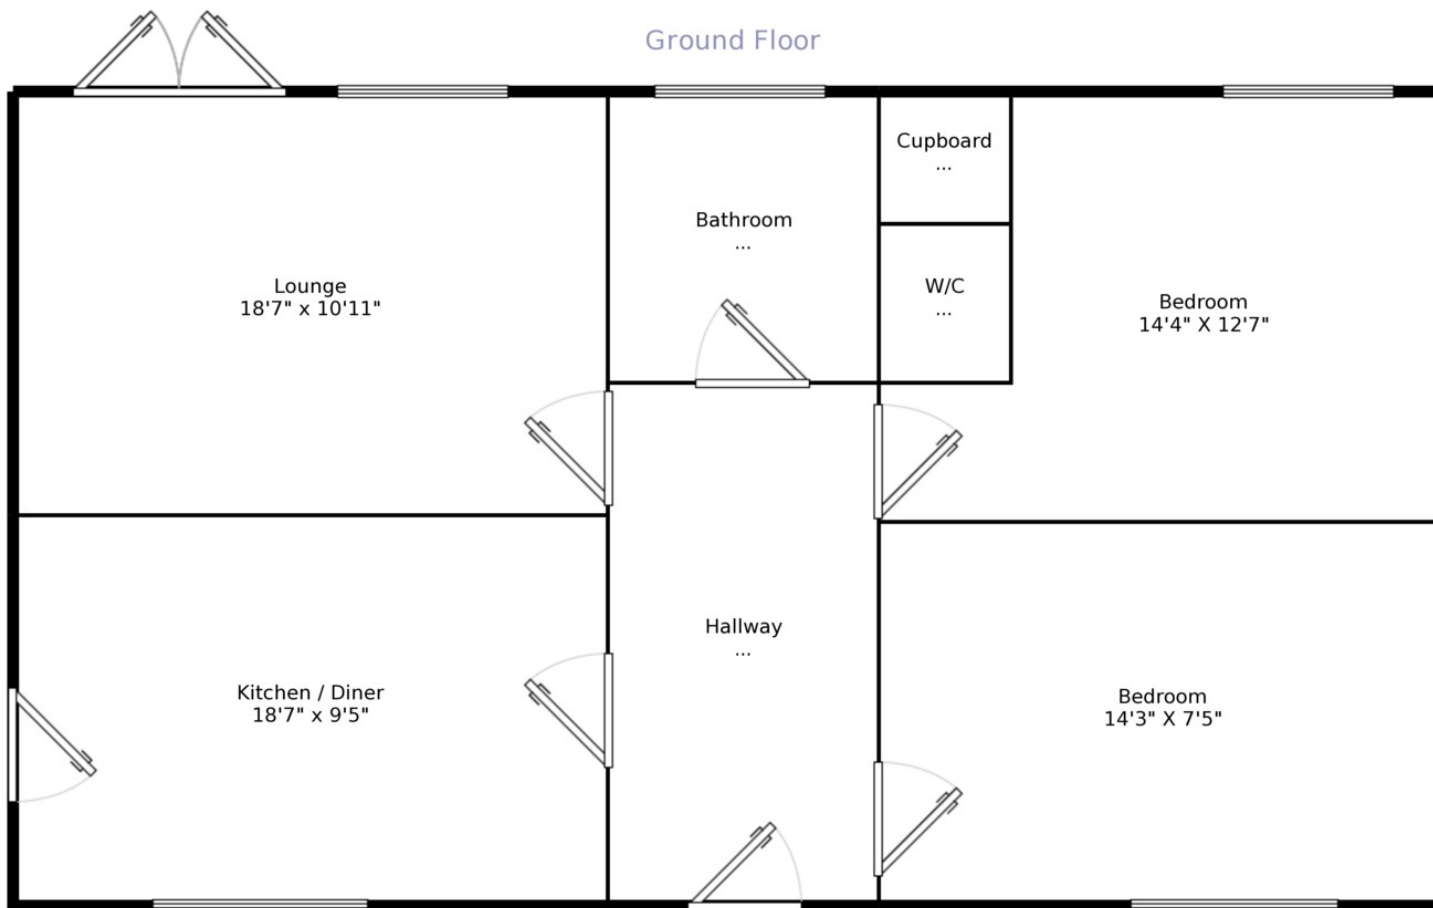 Ground Floor
Cupboard
...
Bathroom
...
Lounge
18'7" x 10'11"
W/C
...
Bedroom
14'4" X 12'7"
Hallway
...
Kitchen / Diner
18'7" x 9'5"
Bedroom
14'3" X 7'5"